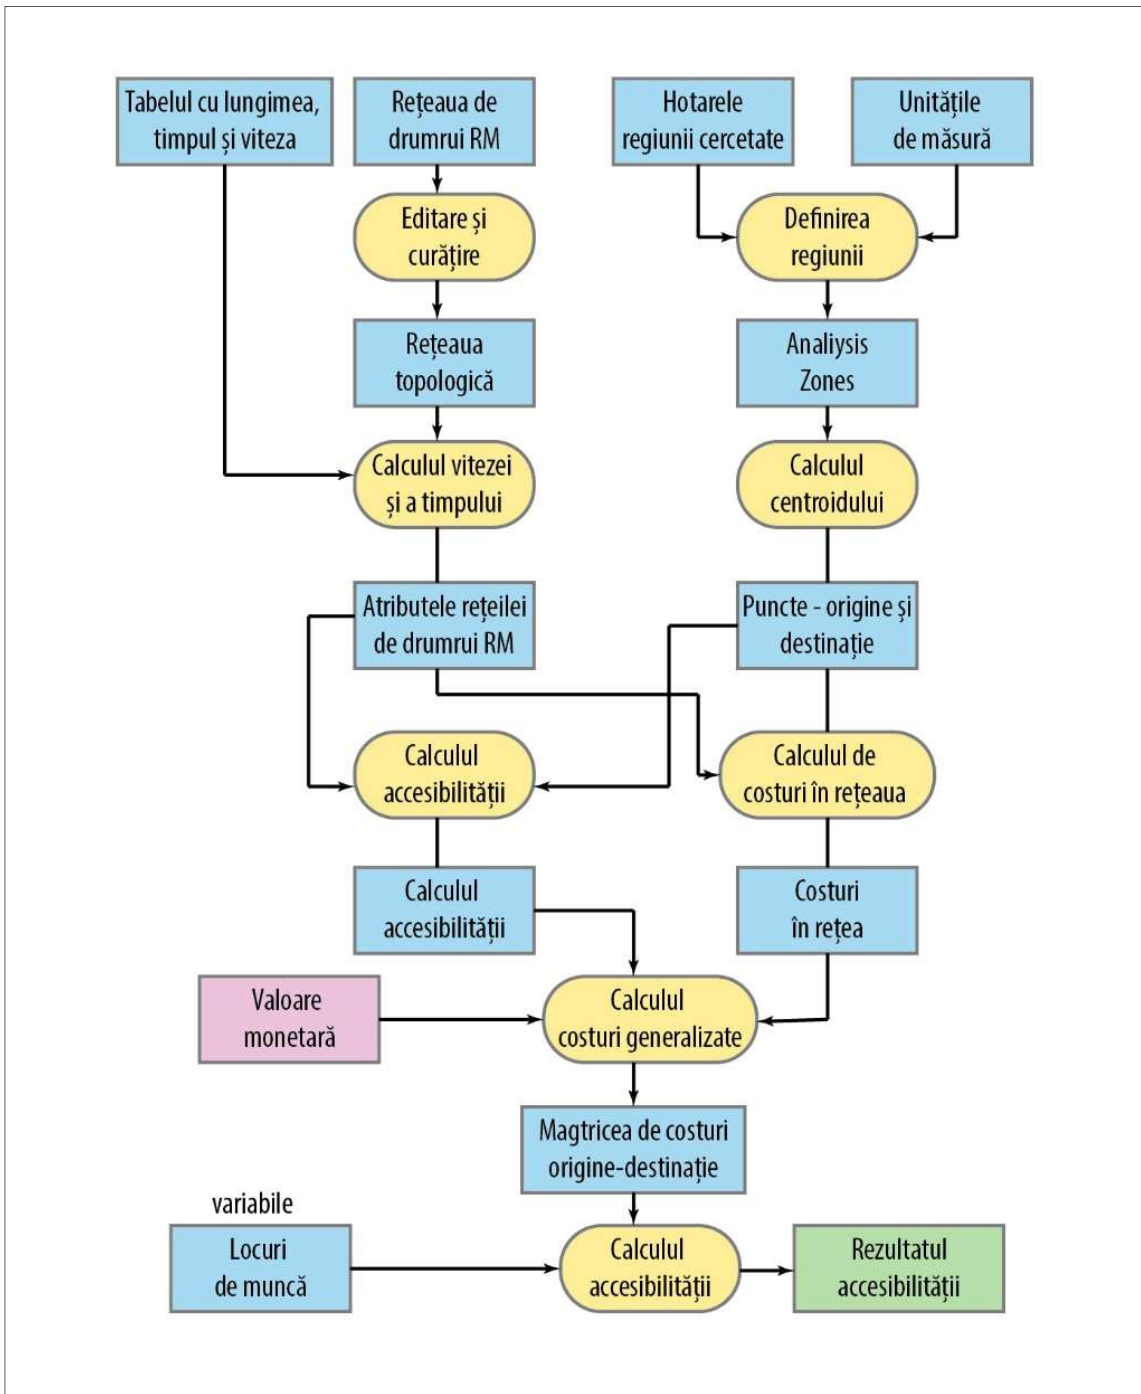 Tabelul cu lungimea,
timpul și viteza
Rețeaua de
drumrui RM
Hotarele
regiunii cercetate
Unitățile
de măsură
Editare și
curățire
Definirea
regiunii
Rețeaua
topologică
Analiysis
Zones
Calculul vitezei
și a timpului
Calculul
centroidului
Atributele rețeilei
de drumrui RM
Puncte - origine și
destinație
Calculul
accesibilității
Calculul de
costuri în rețeaua
Calculul
accesibilității
Costuri
în rețea
Valoare
monetară
Calculul
costuri generalizate
Magtricea de costuri
origine-destinație
variabile
Locuri
de muncă
Calculul
accesibilității
Rezultatul
accesibilității